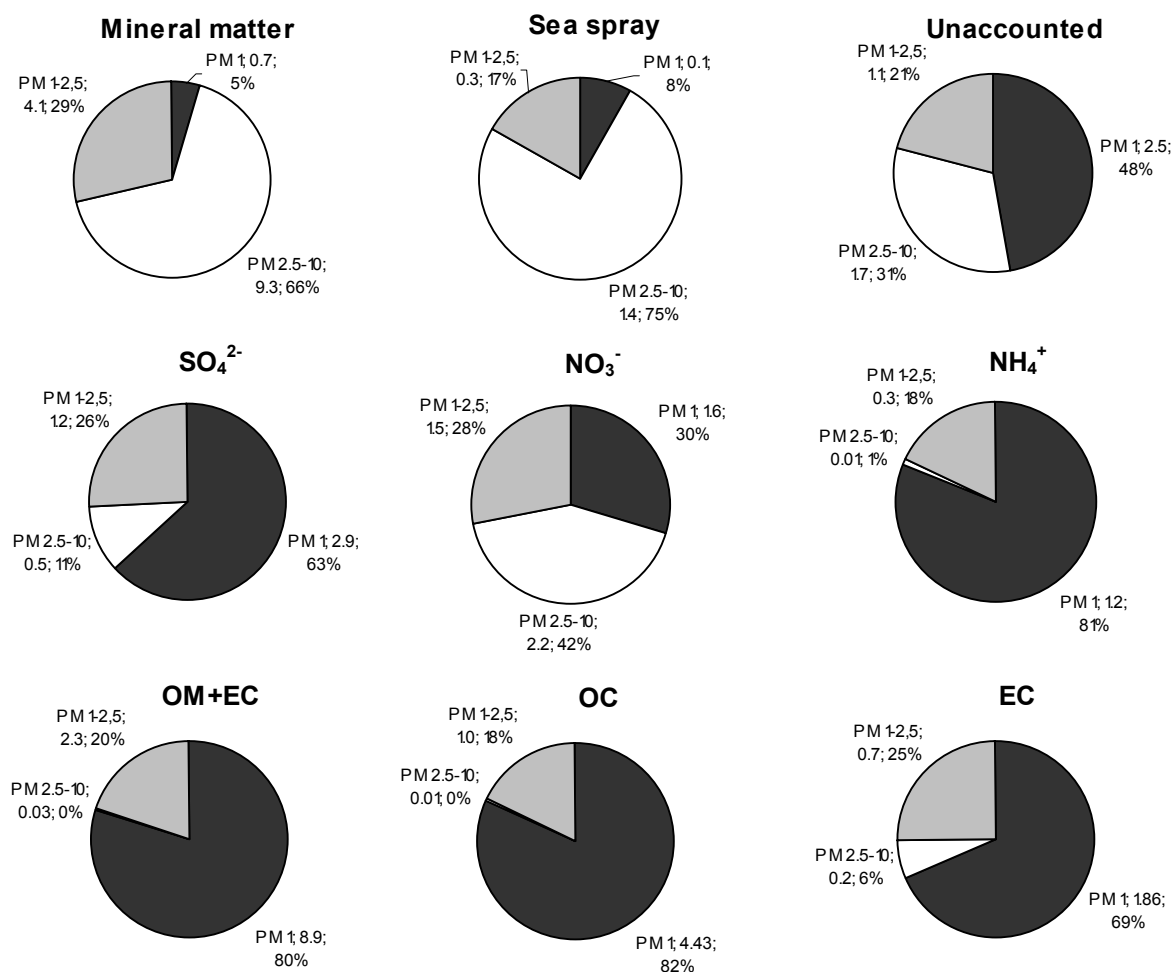 Mineral matter
PM 1-2,5;
4.1; 29%
PM 1; 0.7;
5%
PM 2.5-10;
9.3; 66%
Sea spray
PM 1-2,5;
0.3; 17%
PM 1; 0.1;
8%
PM 2.5-10;
1.4; 75%
Unaccounted
PM 1-2,5;
1.1; 21%
PM 1; 2.5;
48%
PM 2.5-10;
1.7; 31%
SO₄²⁻
PM 1-2,5;
1.2; 26%
PM 2.5-10;
0.5; 11%
PM 1; 2.9;
63%
NO₃⁻
PM 1-2,5;
1.5; 28%
PM 1; 1.6;
30%
PM 2.5-10;
2.2; 42%
NH₄⁺
PM 1-2,5;
0.3; 18%
PM 2.5-10;
0.01; 1%
PM 1; 1.2;
81%
OM+EC
PM 1-2,5;
2.3; 20%
PM 2.5-10;
0.03; 0%
PM 1; 8.9;
80%
OC
PM 1-2,5;
1.0; 18%
PM 2.5-10;
0.01; 0%
PM 1; 4.43;
82%
EC
PM 1-2,5;
0.7; 25%
PM 2.5-10;
0.2; 6%
PM 1; 1.86;
69%